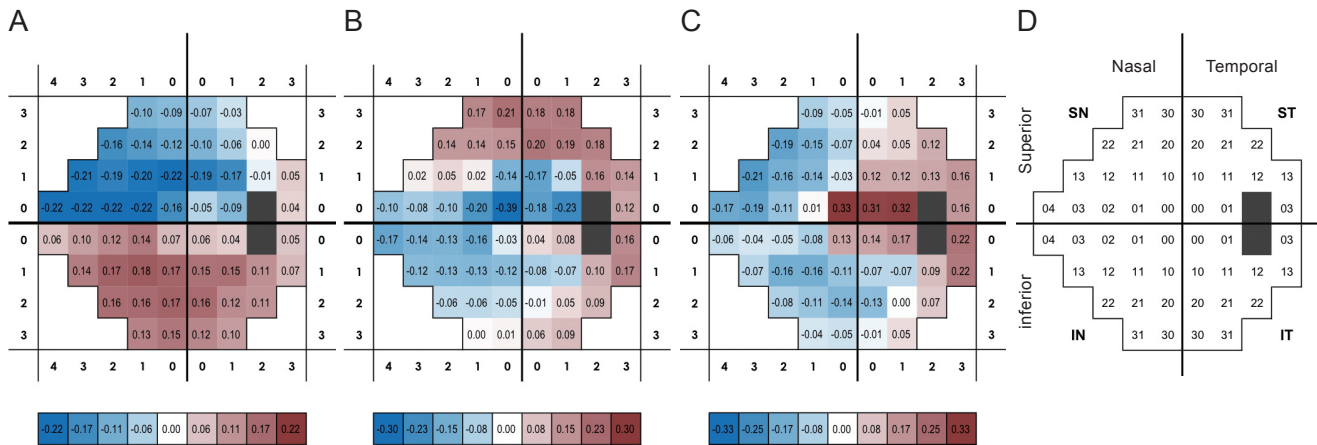 A
4 3 2 1 0 0 1 2 3
-0.10 -0.09 -0.07 -0.03 3
-0.16 -0.14 -0.12 -0.10 -0.06 0.00 2
-0.21 -0.19 -0.20 -0.22 -0.19 -0.17 -0.01 0.05 1
-0.22 -0.22 -0.22 -0.22 -0.16 -0.05 -0.09 0.04 0
0.06 0.10 0.12 0.14 0.07 0.06 0.04 0.05 0
0.14 0.17 0.18 0.17 0.15 0.15 0.11 0.07 1
0.16 0.16 0.17 0.16 0.12 0.11 2
0.13 0.15 0.12 0.10 3
4 3 2 1 0 0 1 2 3
-0.22 -0.17 -0.11 -0.06 0.00 0.06 0.11 0.17 0.22
B
4 3 2 1 0 0 1 2 3
0.17 0.21 0.18 0.18 3
0.14 0.14 0.15 0.20 0.19 0.18 2
0.02 0.05 0.02 -0.14 -0.17 -0.05 0.16 0.14 1
-0.10 -0.08 -0.10 -0.20 -0.39 -0.18 -0.23 0.12 0
-0.17 -0.14 -0.13 -0.16 -0.03 0.04 0.08 0.16 0
-0.12 -0.13 -0.13 -0.12 -0.08 -0.07 0.10 0.17 1
-0.06 -0.06 -0.05 -0.01 0.05 0.09 2
0.00 0.01 0.06 0.09 3
4 3 2 1 0 0 1 2 3
-0.30 -0.23 -0.15 -0.08 0.00 0.08 0.15 0.23 0.30
C
4 3 2 1 0 0 1 2 3
-0.09 -0.05 -0.01 0.05 3
-0.19 -0.15 -0.07 0.04 0.05 0.12 2
-0.21 -0.16 -0.14 -0.03 0.12 0.12 0.13 0.16 1
-0.17 -0.19 -0.11 0.01 0.33 0.31 0.32 0.16 0
-0.06 -0.04 -0.05 -0.08 0.13 0.14 0.17 0.22 0
-0.07 -0.16 -0.16 -0.11 -0.07 -0.07 0.09 0.22 1
-0.08 -0.11 -0.14 -0.13 0.00 0.07 2
-0.04 -0.05 -0.01 0.05 3
4 3 2 1 0 0 1 2 3
-0.33 -0.25 -0.17 -0.08 0.00 0.08 0.17 0.25 0.33
D
Nasal Temporal
Superior
inferior
SN 31 30 30 31 ST
22 21 20 20 21 22
13 12 11 10 10 11 12 13
04 03 02 01 00 00 01 03
04 03 02 01 00 00 01 03
13 12 11 10 10 11 12 13
22 21 20 20 21 22
IN 31 30 30 31 IT